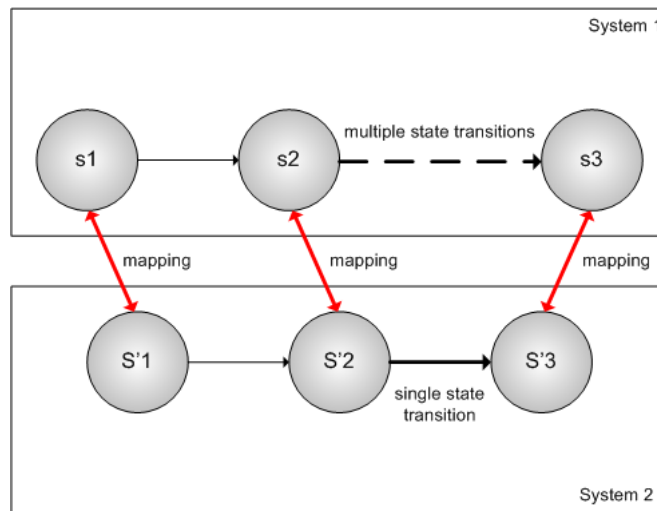 System 1
s1
s2
multiple state transitions
s3
mapping
mapping
mapping
S'1
S'2
S'3
single state
transition
System 2